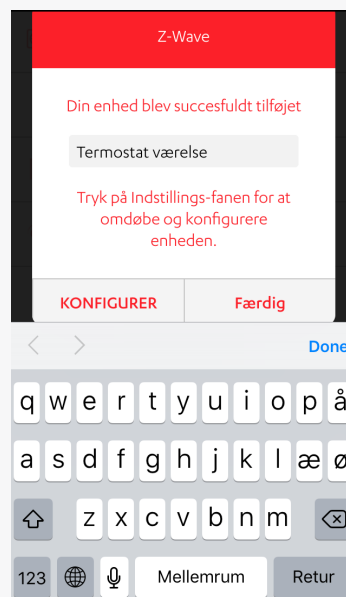 Z-Wave
Din enhed blev succesfuldt tilføjet
Termostat værelse
Tryk på Indstillings-fanen for at
omdøbe og konfigurere
enheden.
KONFIGURER Færdig
Done
q w e r t y u i o p å
a s d f g h j k l æ ø
z x c v b n m
123 Mellemrum Retur